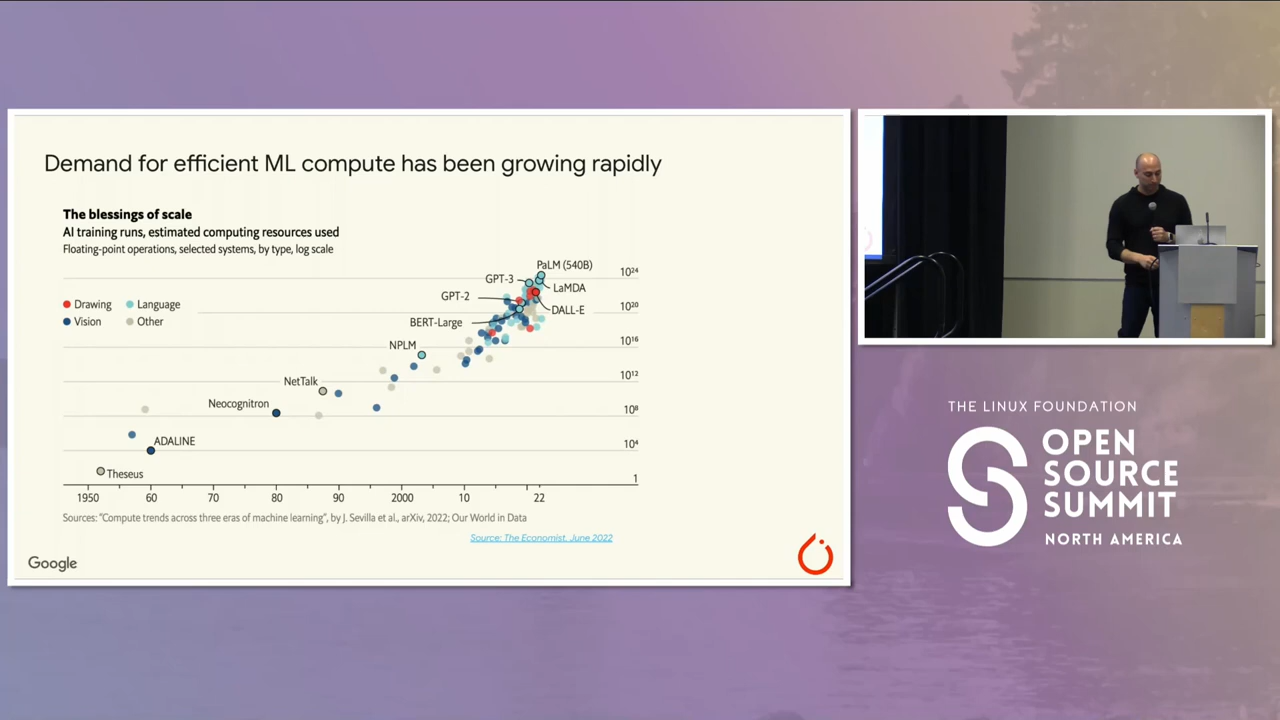 Demand for efficient ML compute has been growing rapidly
The blessings of scale
AI training runs, estimated computing resources used
Floating-point operations, selected systems, by type, log scale
Drawing
Language
Vision
Other
PaLM (540B)
GPT-3
LaMDA
GPT-2
DALL-E
BERT-Large
NPLM
NetTalk
Neocognitron
ADALINE
Theseus
10²⁴
10²⁰
10¹⁶
10¹²
10⁸
10⁴
1
1950 60 70 80 90 2000 10 22
Sources: "Compute trends across three eras of machine learning", by J. Sevilla et al., arXiv, 2022; Our World in Data
Source: The Economist, June 2022
Google
THE LINUX FOUNDATION
OPEN
SOURCE
SUMMIT
NORTH AMERICA